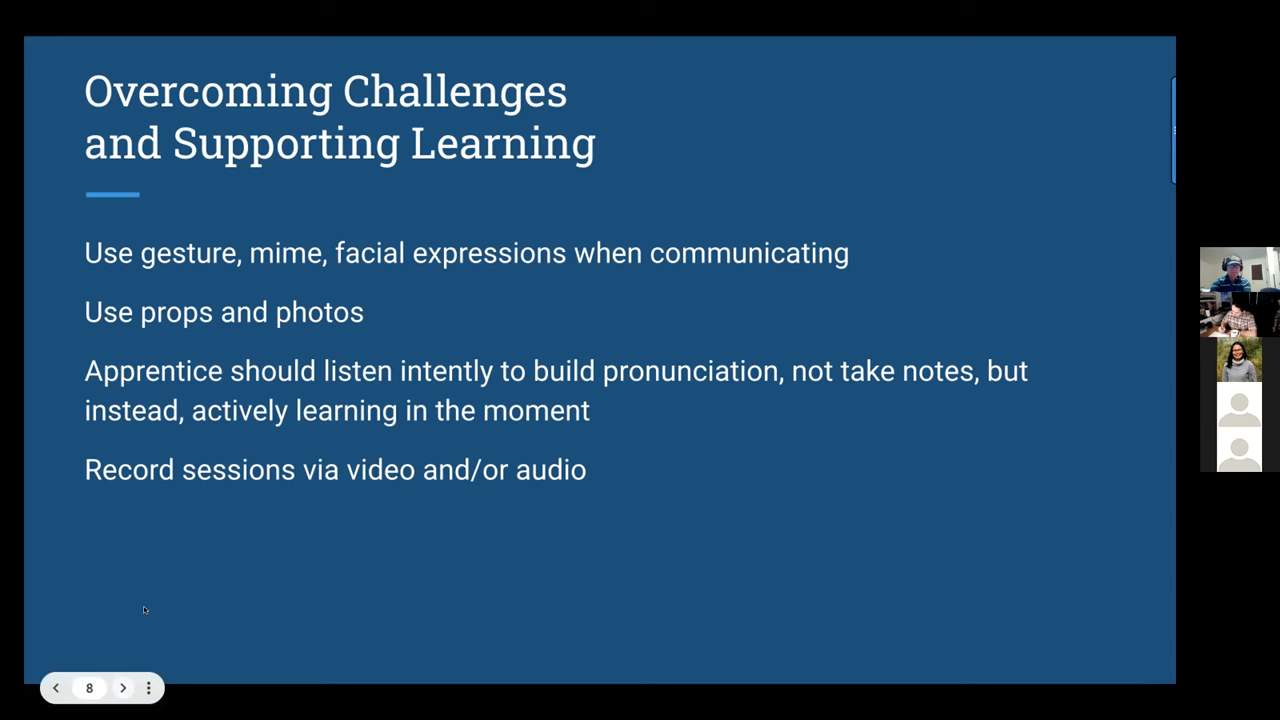 Overcoming Challenges
and Supporting Learning
Use gesture, mime, facial expressions when communicating
Use props and photos
Apprentice should listen intently to build pronunciation, not take notes, but
instead, actively learning in the moment
Record sessions via video and/or audio
8